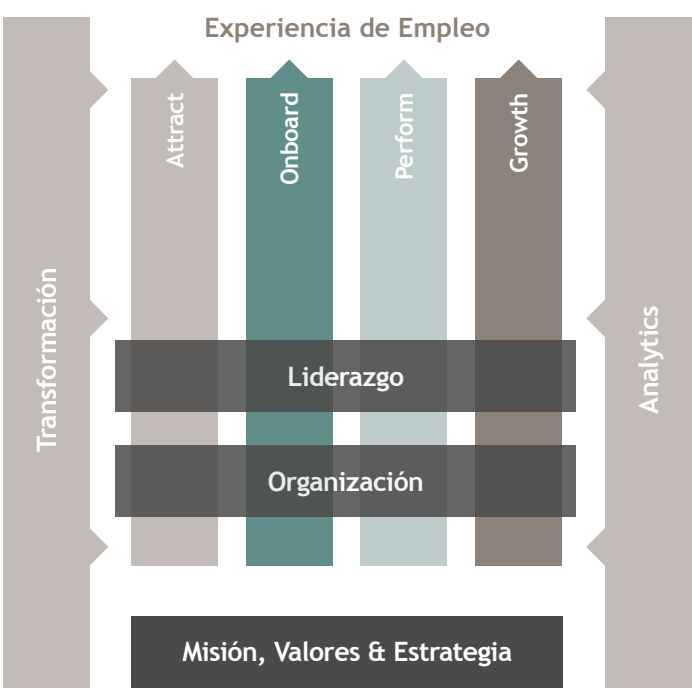 Experiencia de Empleo
Attract
Onboard
Perform
Growth
Transformación
Analytics
Liderazgo
Organización
Misión, Valores & Estrategia